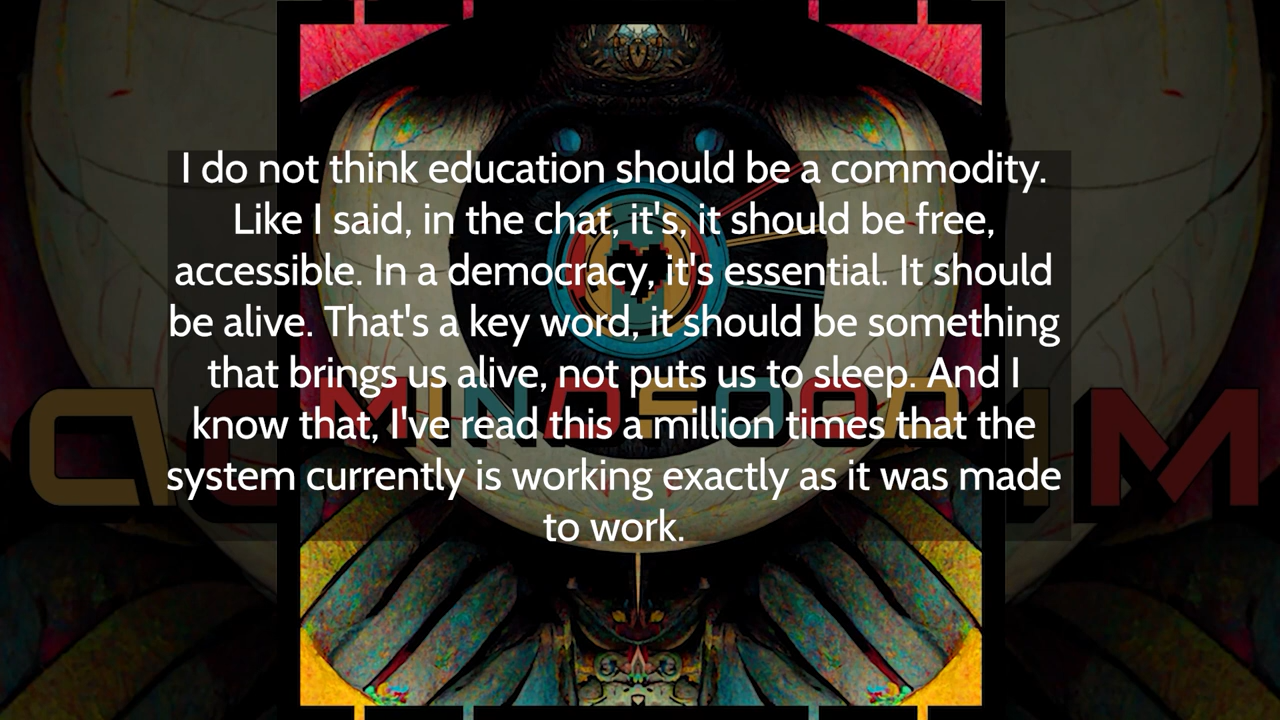 I do not think education should be a commodity.
Like I said, in the chat, it's, it should be free,
accessible. In a democracy, it's essential. It should
be alive. That's a key word, it should be something
that brings us alive, not puts us to sleep. And I
know that, I've read this a million times that the
system currently is working exactly as it was made
to work.